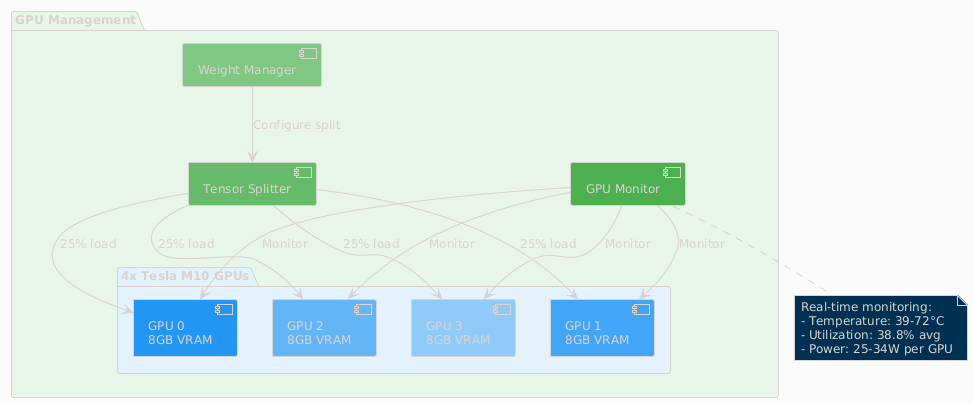 GPU Management
Weight Manager
Configure split
Tensor Splitter
GPU Monitor
25% load
25% load
Monitor
25% load
Monitor
25% load
Monitor
Monitor
4x Tesla M10 GPUs
GPU 0
8GB VRAM
GPU 2
8GB VRAM
GPU 3
8GB VRAM
GPU 1
8GB VRAM
Real-time monitoring:
- Temperature: 39-72°C
- Utilization: 38.8% avg
- Power: 25-34W per GPU